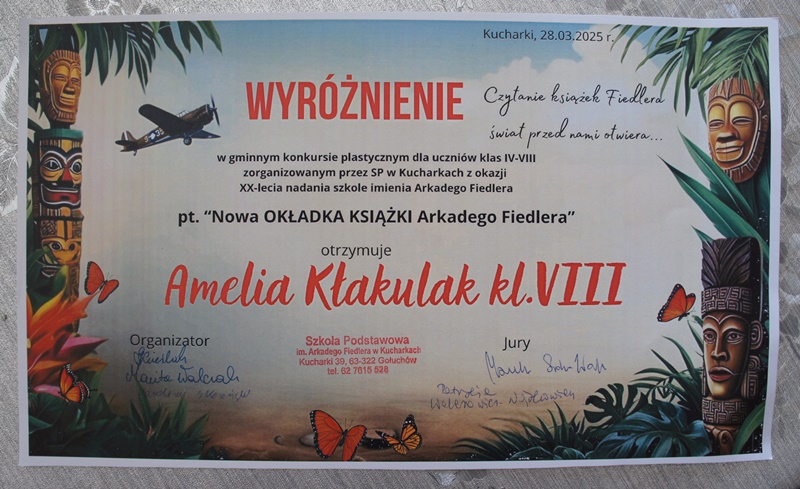 Kucharki, 28.03.2025 r.
WYRÓŻNIENIE
Czytanie książek Fiedlera
świat przed nami otwiera...
w gminnym konkursie plastycznym dla uczniów klas IV-VIII
zorganizowanym przez SP w Kucharkach z okazji
XX-lecia nadania szkole imienia Arkadego Fiedlera
pt. “Nowa OKŁADKA KSIĄŻKI Arkadego Fiedlera”
otrzymuje
Amelia Kłakulak kl.VIII
Organizator
Szkoła Podstawowa
im. Arkadego Fiedlera w Kucharkach
Kucharki 39, 63-322 Gołuchów
tel. 62 7615 528
Jury